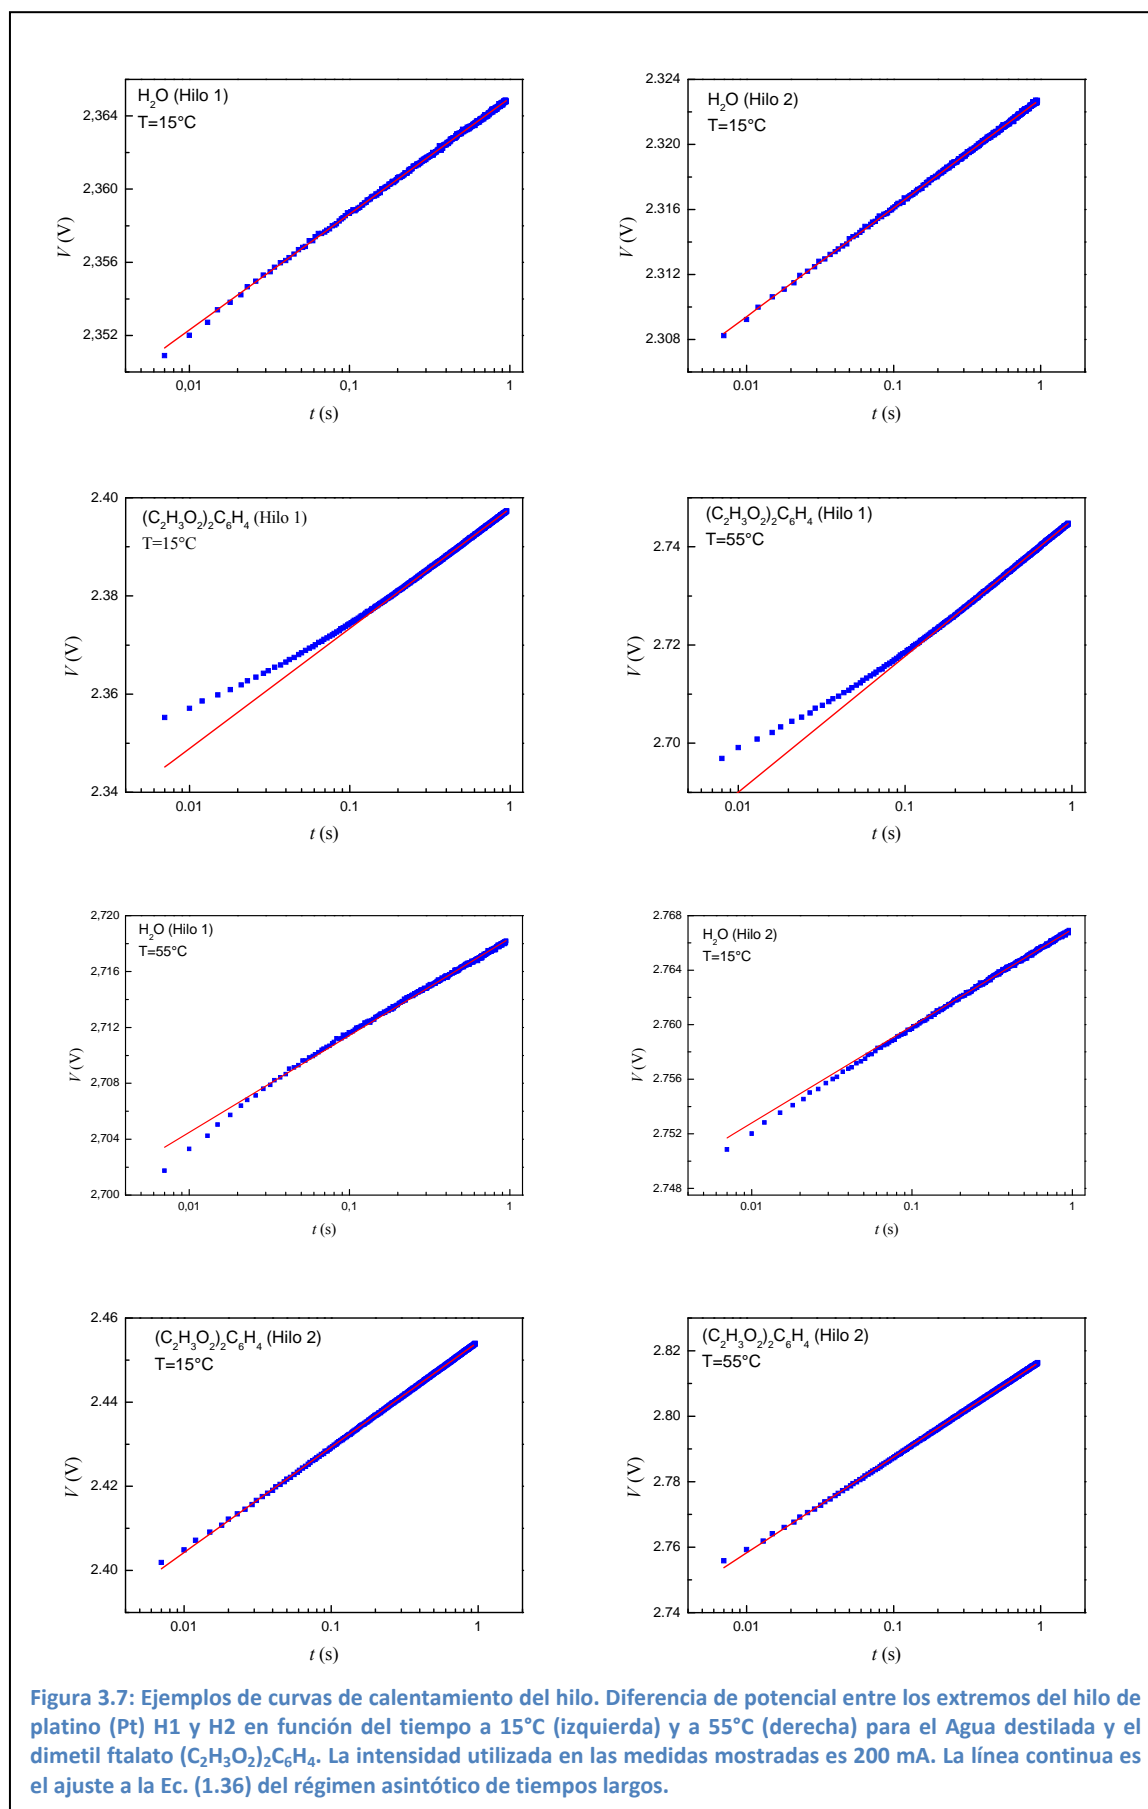 H2O (Hilo 1)
T=15°C
2,364
2,360
2,356
2,352
V (V)
0,01
0,1
1
t (s)
H2O (Hilo 2)
T=15°C
2.324
2.320
2.316
2.312
2.308
V (V)
0.01
0.1
1
t (s)
(C2H3O2)2C6H4 (Hilo 1)
T=15°C
2.40
2.38
2.36
2.34
V (V)
0.01
0.1
1
t (s)
(C2H3O2)2C6H4 (Hilo 1)
T=55°C
2.74
2.72
2.70
V (V)
0.01
0.1
1
t (s)
H2O (Hilo 1)
T=55°C
2,720
2,716
2,712
2,708
2,704
2,700
V (V)
0,01
0,1
1
t (s)
H2O (Hilo 2)
T=15°C
2.768
2.764
2.760
2.756
2.752
2.748
V (V)
0.01
0.1
1
t (s)
(C2H3O2)2C6H4 (Hilo 2)
T=15°C
2.46
2.44
2.42
2.40
V (V)
0.01
0.1
1
t (s)
(C2H3O2)2C6H4 (Hilo 2)
T=55°C
2.82
2.80
2.78
2.76
2.74
V (V)
0.01
0.1
1
t (s)
Figura 3.7: Ejemplos de curvas de calentamiento del hilo. Diferencia de potencial entre los extremos del hilo de
platino (Pt) H1 y H2 en función del tiempo a 15°C (izquierda) y a 55°C (derecha) para el Agua destilada y el
dimetil ftalato (C2H3O2)2C6H4. La intensidad utilizada en las medidas mostradas es 200 mA. La línea continua es
el ajuste a la Ec. (1.36) del régimen asintótico de tiempos largos.